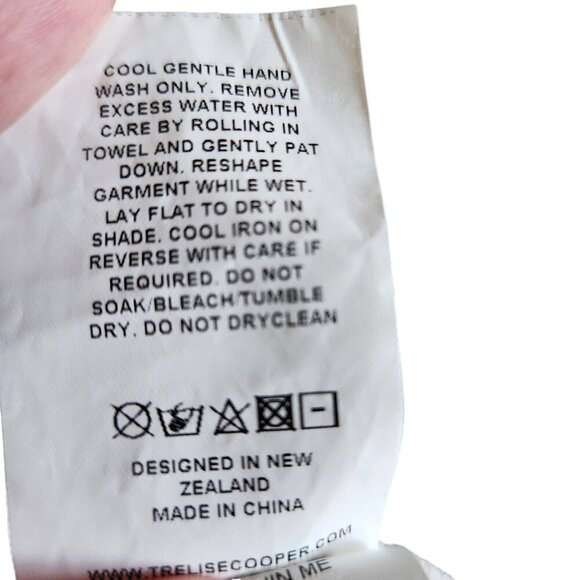 COOL GENTLE HAND
WASH ONLY. REMOVE
EXCESS WATER WITH
CARE BY ROLLING IN
TOWEL AND GENTLY PAT
DOWN. RESHAPE
GARMENT WHILE WET.
LAY FLAT TO DRY IN
SHADE. COOL IRON ON
REVERSE WITH CARE IF
REQUIRED. DO NOT
SOAK/BLEACH/TUMBLE
DRY. DO NOT DRYCLEAN
DESIGNED IN NEW
ZEALAND
MADE IN CHINA
WWW.TRELISECOOPER.COM
IN ME